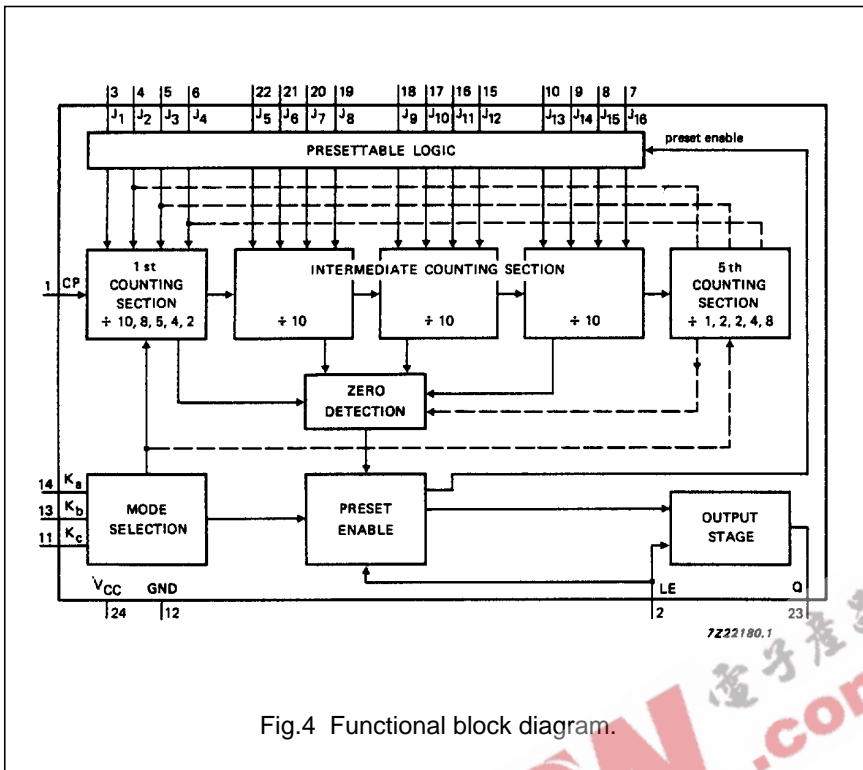 3 4 5 6 22 21 20 19 18 17 16 15 10 9 8 7
J1 J2 J3 J4 J5 J6 J7 J8 J9 J10 J11 J12 J13 J14 J15 J16
PRESETTABLE LOGIC
preset enable
1 CP
1st COUNTING SECTION
÷ 10, 8, 5, 4, 2
INTERMEDIATE COUNTING SECTION
÷ 10
÷ 10
÷ 10
5th COUNTING SECTION
÷ 1, 2, 2, 4, 8
ZERO
DETECTION
14 Ka
13 Kb
11 Kc
MODE
SELECTION
PRESET
ENABLE
OUTPUT
STAGE
VCC GND LE Q
24 12 2 23
7Z22180.1
Fig.4 Functional block diagram.
電子產
.com